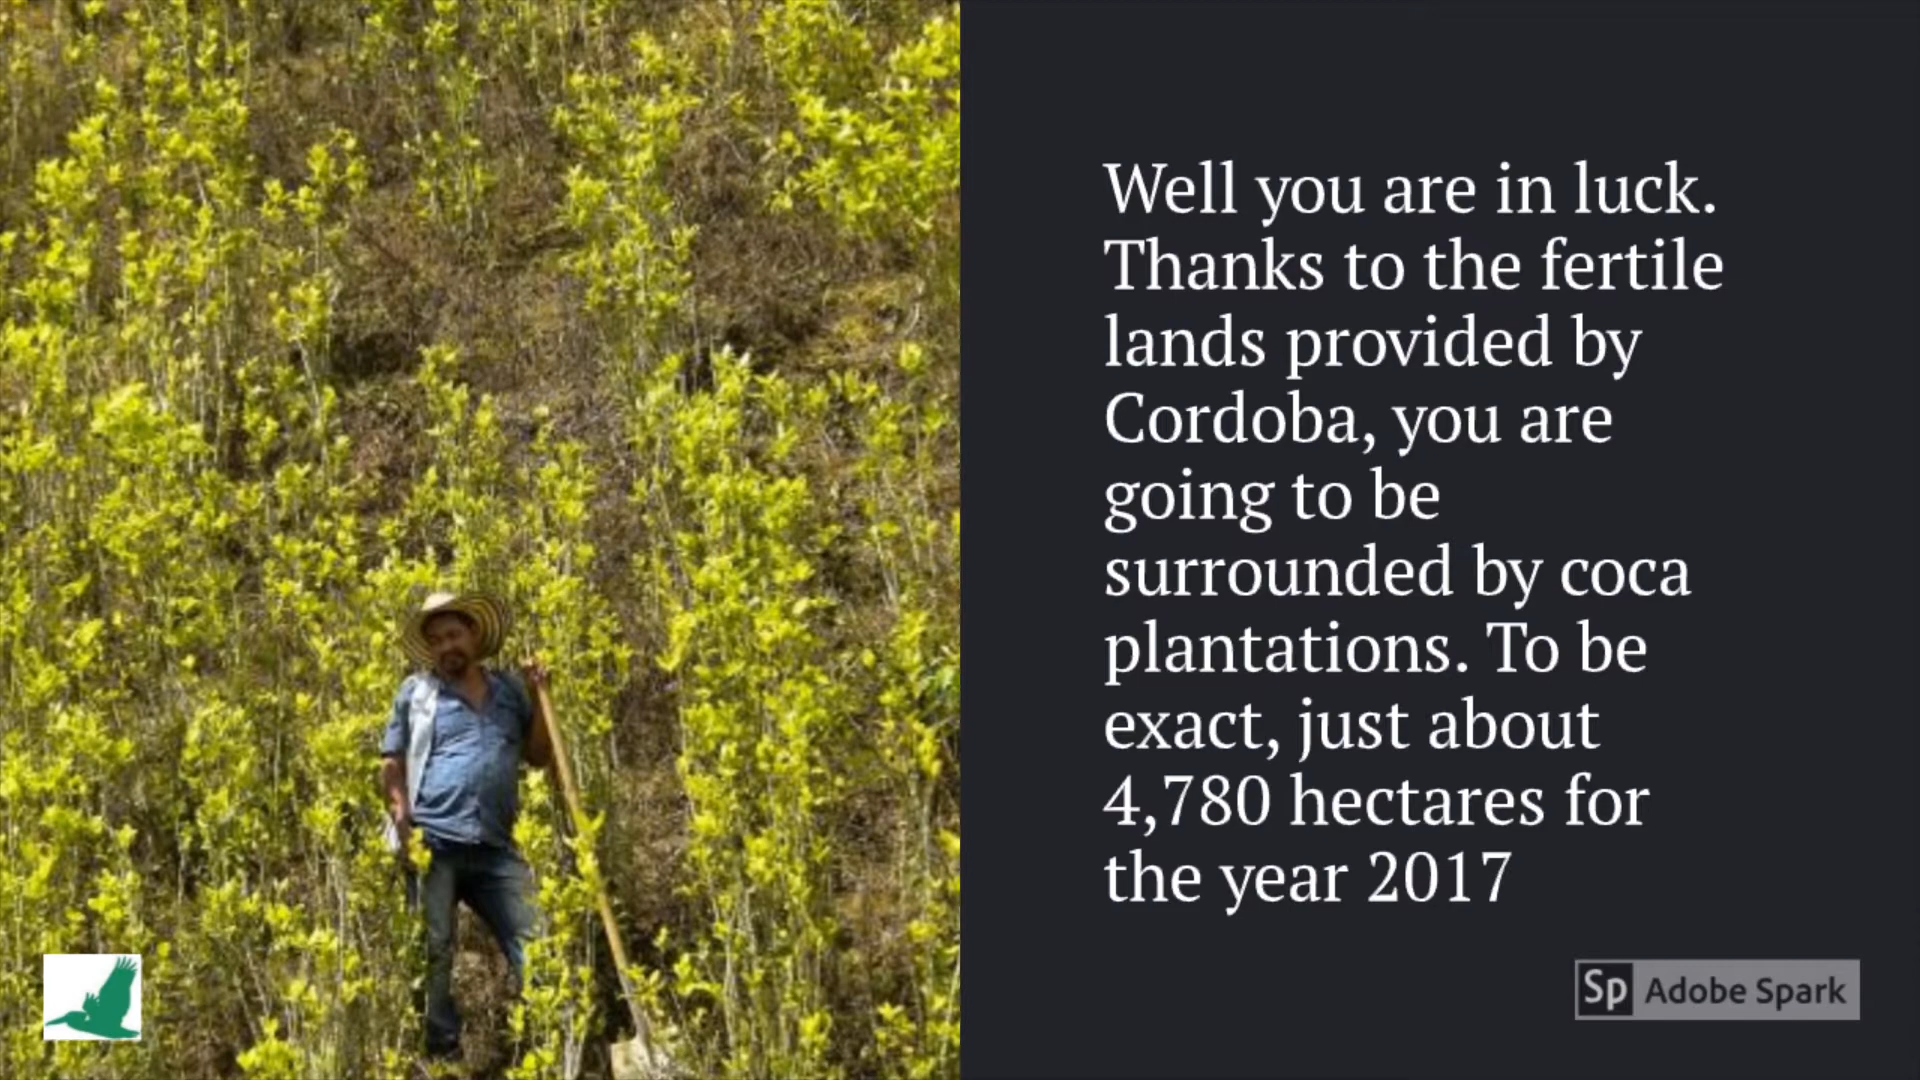 Well you are in luck.
Thanks to the fertile
lands provided by
Cordoba, you are
going to be
surrounded by coca
plantations. To be
exact, just about
4,780 hectares for
the year 2017
Sp Adobe Spark